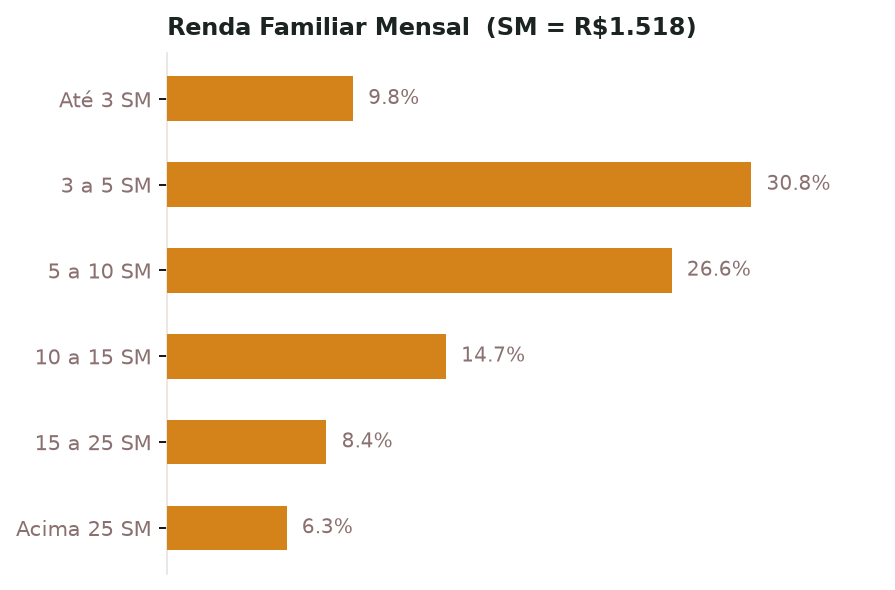 Renda Familiar Mensal  (SM = R$1.518)
Até 3 SM 9.8%
3 a 5 SM 30.8%
5 a 10 SM 26.6%
10 a 15 SM 14.7%
15 a 25 SM 8.4%
Acima 25 SM 6.3%